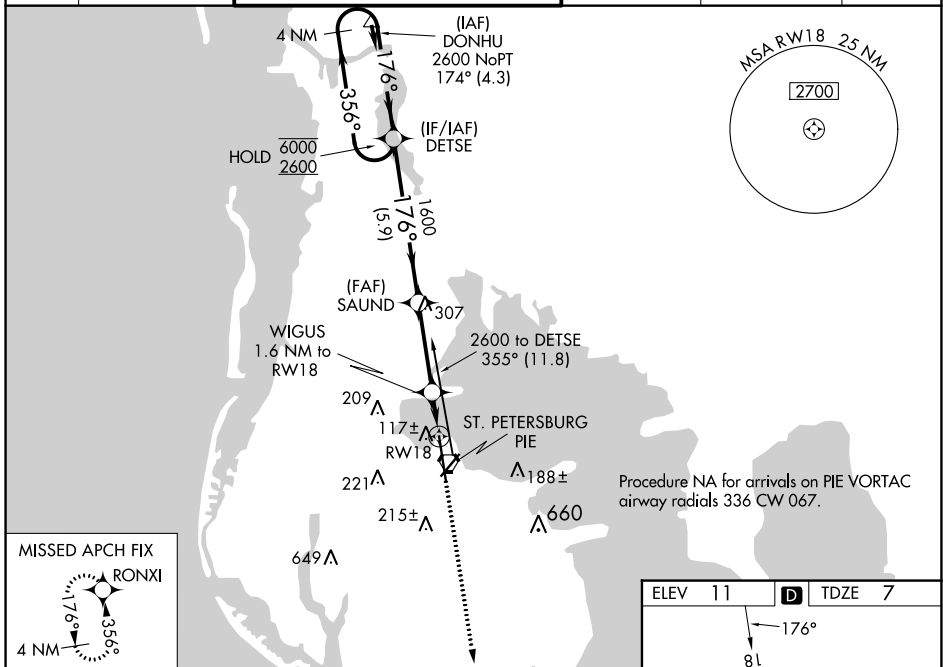 4 NM
(IAF)
DONHU
2600 NoPT
174° (4.3)
176°
356°
HOLD 6000
2600
(IF/IAF)
DETSE
MSA RW18 25 NM
2700
1600
176°
(5.9)
(FAF)
SAUND
307
WIGUS
1.6 NM to
RW18
2600 to DETSE
355° (11.8)
209
117±
RW18
ST. PETERSBURG
PIE
221
188±
215±
660
649
Procedure NA for arrivals on PIE VORTAC
airway radials 336 CW 067.
MISSED APCH FIX
RONXI
176°
356°
4 NM
ELEV 11 D TDZE 7
176°
18